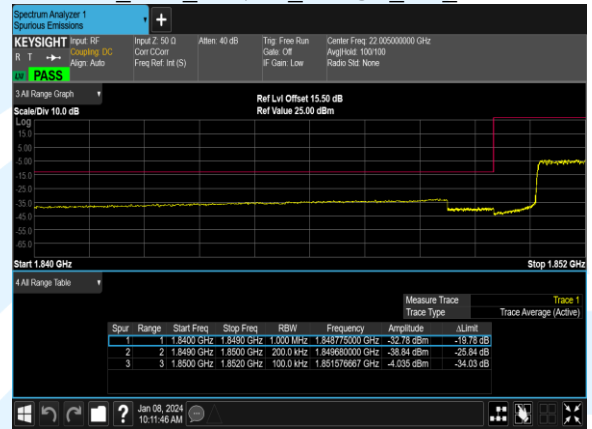 Spectrum Analyzer 1
Spurious Emissions
+
KEYSIGHT
R T
LXI PASS
Input: RF
Coupling: DC
Align: Auto
Input Z: 50 Ω
Corr CCorr
Freq Ref: Int (S)
Atten: 40 dB
Trig: Free Run
Gate: Off
IF Gain: Low
Center Freq: 22.005000000 GHz
Avg|Hold: 100/100
Radio Std: None
3 All Range Graph
Scale/Div 10.0 dB
Ref Lvl Offset 15.50 dB
Ref Value 25.00 dBm
Log
15.0
5.00
-5.00
-15.0
-25.0
-35.0
-45.0
-55.0
-65.0
Start 1.840 GHz
Stop 1.852 GHz
4 All Range Table
Measure Trace Trace 1
Trace Type Trace Average (Active)
Spur Range Start Freq Stop Freq RBW Frequency Amplitude ΔLimit
1 1 1.8400 GHz 1.8490 GHz 1.000 MHz 1.848775000 GHz -32.78 dBm -19.78 dB
2 2 1.8490 GHz 1.8500 GHz 200.0 kHz 1.849680000 GHz -38.84 dBm -25.84 dB
3 3 1.8500 GHz 1.8520 GHz 100.0 kHz 1.851576667 GHz -4.035 dBm -34.03 dB
?
Jan 08, 2024
10:11:46 AM